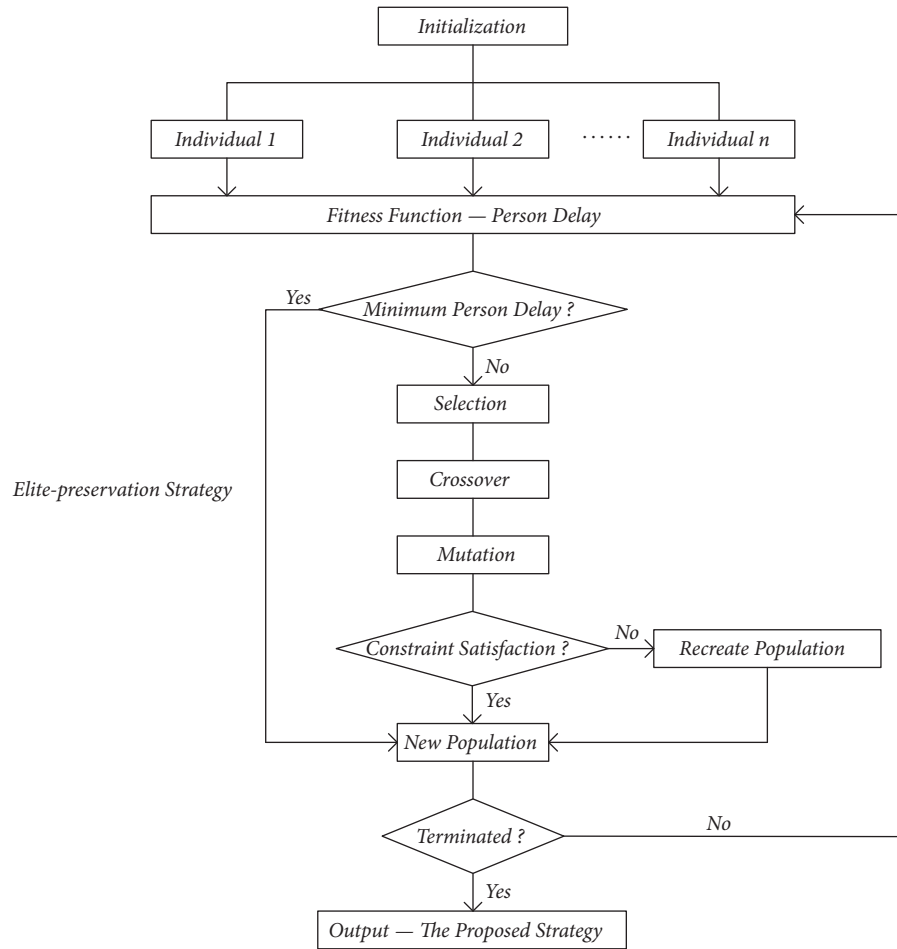 Initialization
Individual 1
Individual 2
......
Individual n
Fitness Function — Person Delay
Yes
Minimum Person Delay ?
No
Selection
Elite-preservation Strategy
Crossover
Mutation
Constraint Satisfaction ?
No
Recreate Population
Yes
New Population
Terminated ?
No
Yes
Output — The Proposed Strategy